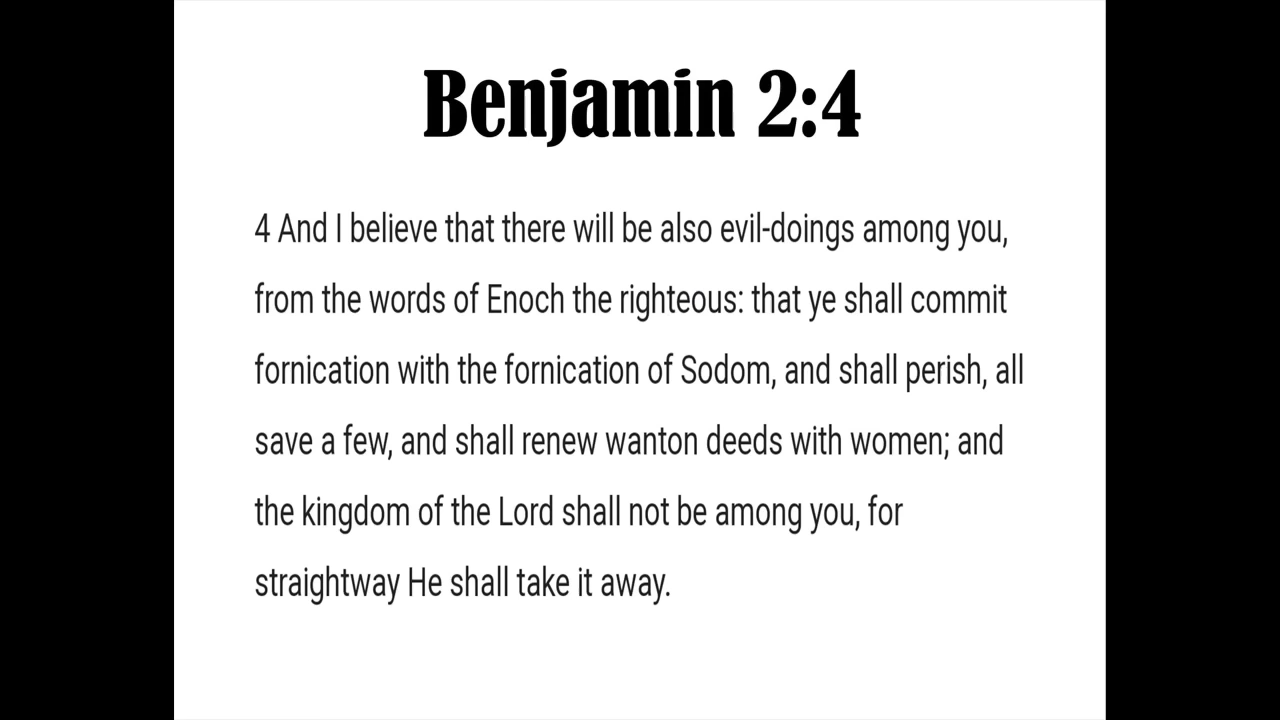 Benjamin 2:4
4 And I believe that there will be also evil-doings among you,
from the words of Enoch the righteous: that ye shall commit
fornication with the fornication of Sodom, and shall perish, all
save a few, and shall renew wanton deeds with women; and
the kingdom of the Lord shall not be among you, for
straightway He shall take it away.